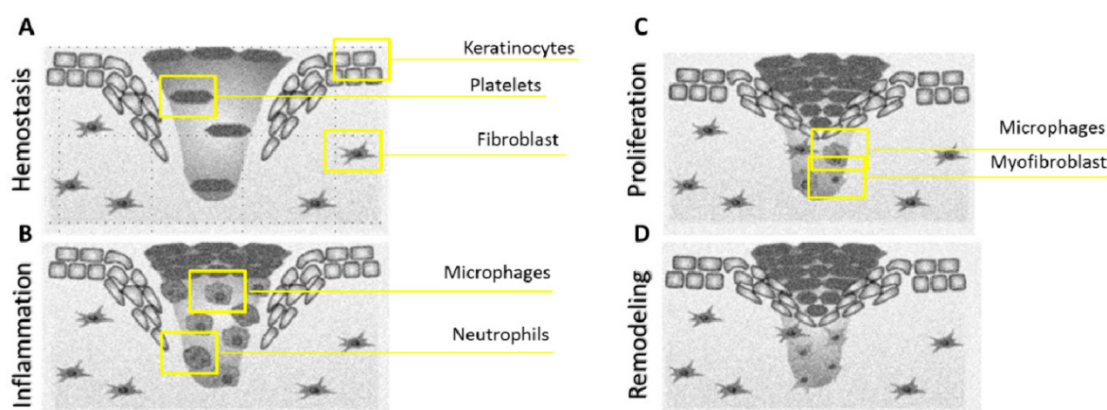 A
Hemostasis
Keratinocytes
Platelets
Fibroblast
B
Inflammation
Microphages
Neutrophils
C
Proliferation
Microphages
Myofibroblast
D
Remodeling